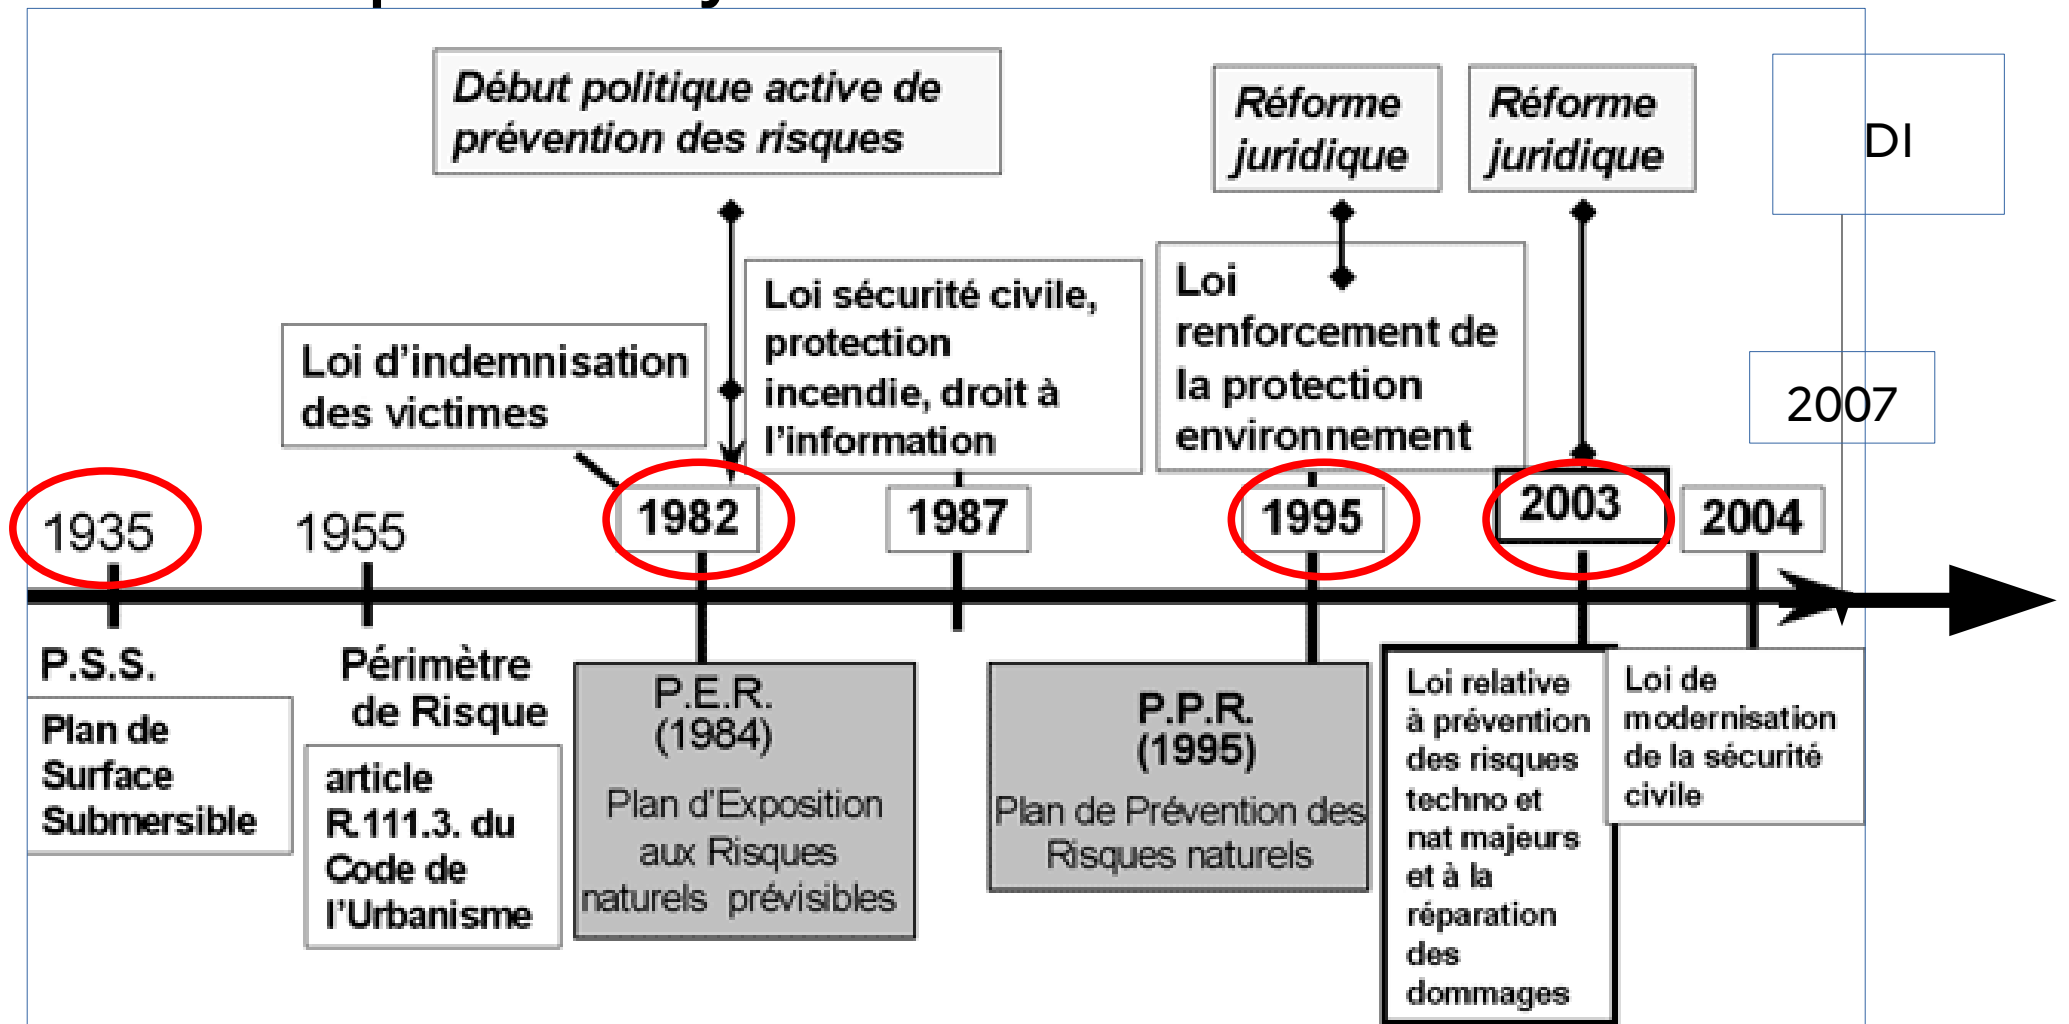 Début politique active de
prévention des risques
Réforme
juridique
Réforme
juridique
DI
Loi d'indemnisation
des victimes
Loi sécurité civile,
protection
incendie, droit à
l'information
Loi
renforcement de
la protection
environnement
2007
1935
1955
1982
1987
1995
2003
2004
P.S.S.
Plan de
Surface
Submersible
Périmètre
de Risque
article
R.111.3. du
Code de
l'Urbanisme
P.E.R.
(1984)
Plan d'Exposition
aux Risques
naturels prévisibles
P.P.R.
(1995)
Plan de Prévention des
Risques naturels
Loi relative
à prévention
des risques
techno et
nat majeurs
et à la
réparation
des
dommages
Loi de
modernisation
de la sécurité
civile